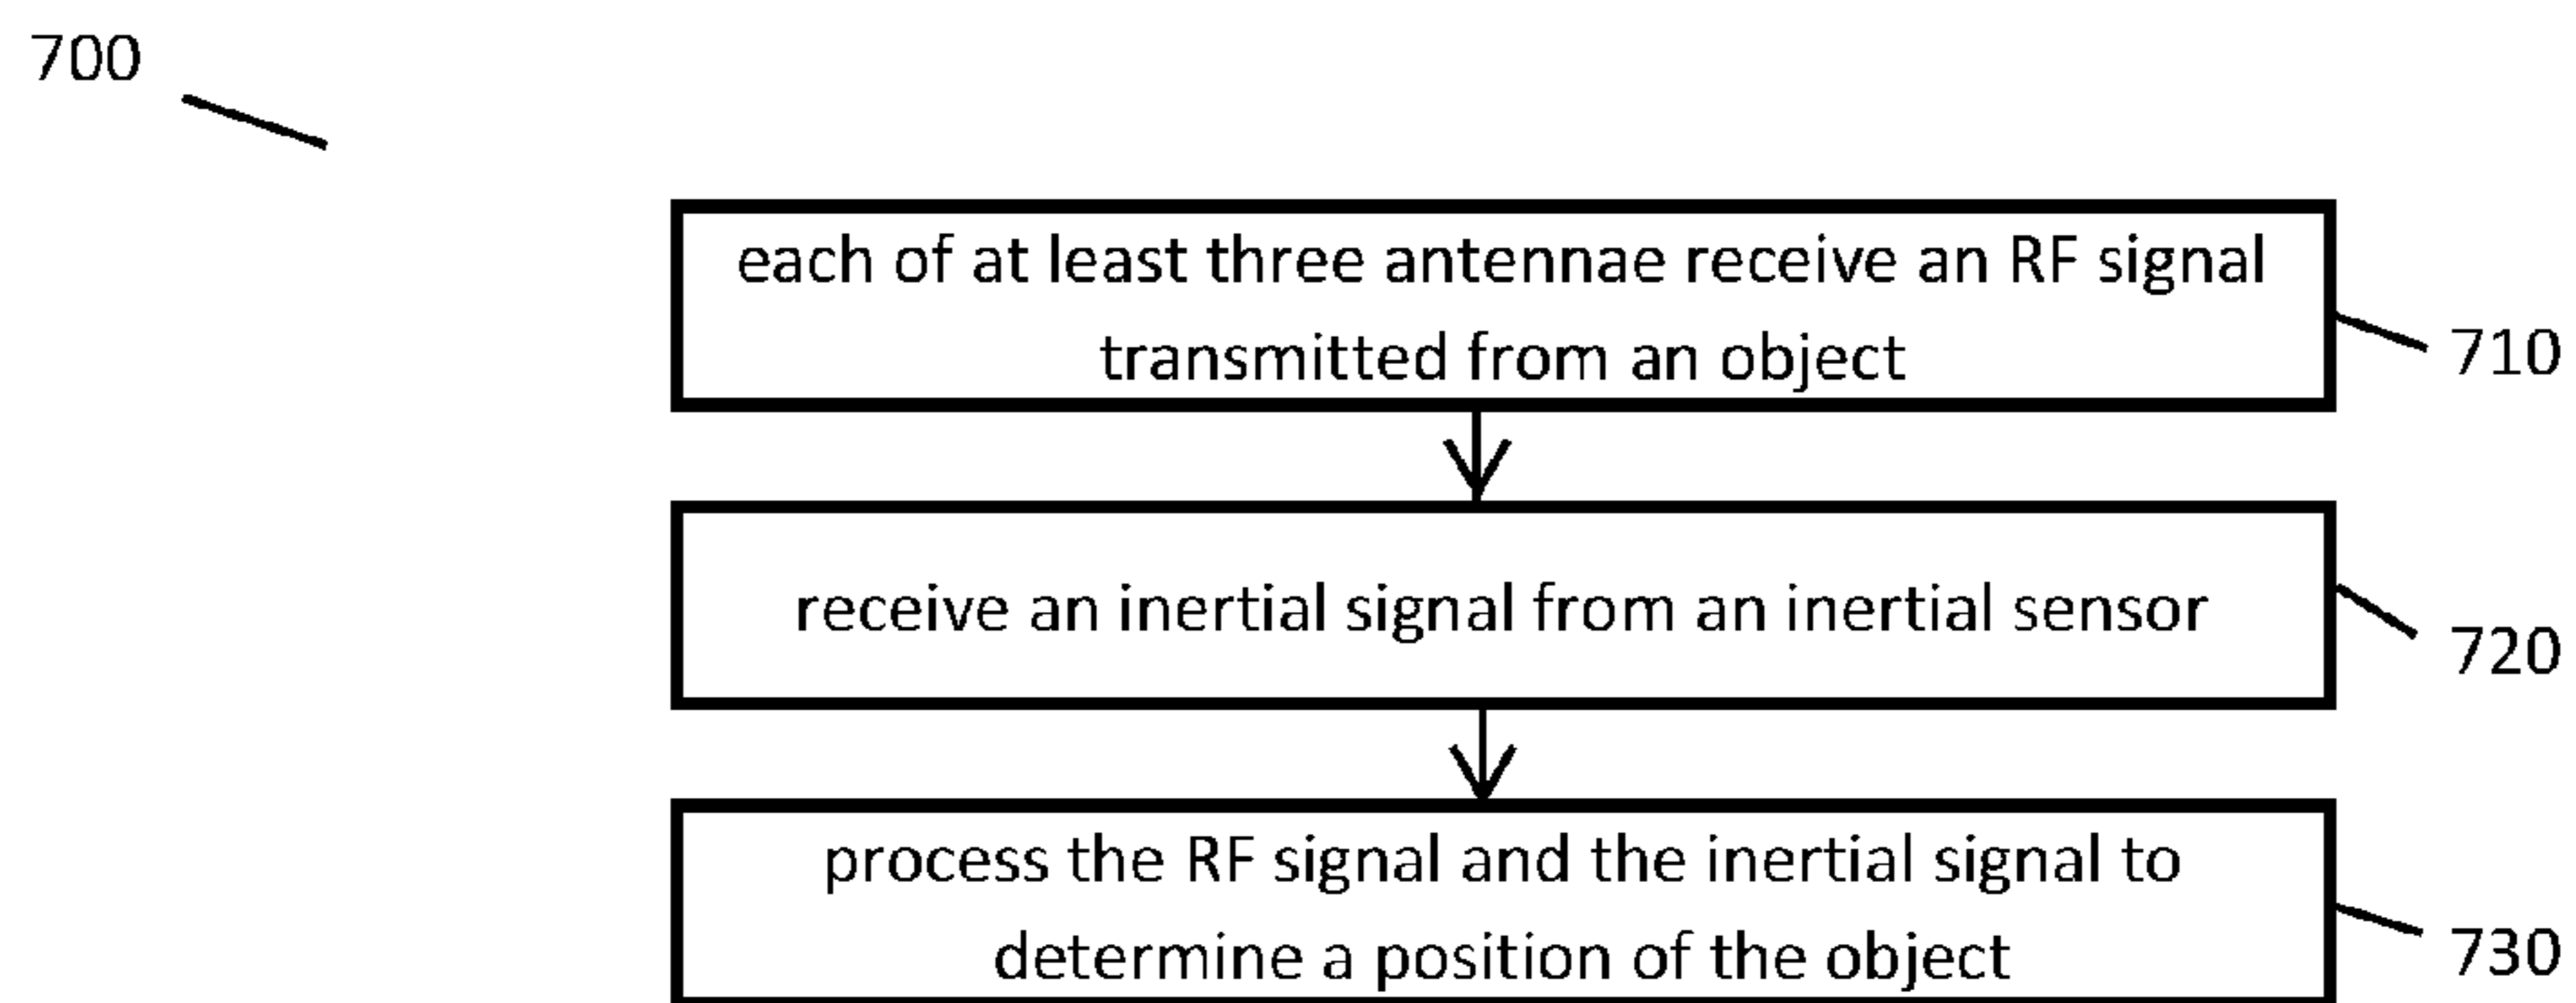 700
each of at least three antennae receive an RF signal
transmitted from an object
710
receive an inertial signal from an inertial sensor
720
process the RF signal and the inertial signal to
determine a position of the object
730